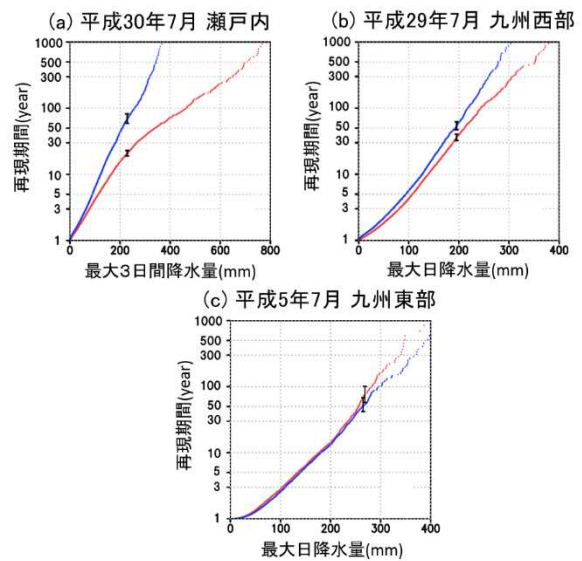 (a) 平成30年7月 瀬戸内
再現期間(year)
1000
500
300
100
50
30
10
5
3
1
0 200 400 600 800
最大3日間降水量(mm)
(b) 平成29年7月 九州西部
再現期間(year)
1000
500
300
100
50
30
10
5
3
1
0 100 200 300 400
最大日降水量(mm)
(c) 平成5年7月 九州東部
再現期間(year)
1000
500
300
100
50
30
10
5
3
1
0 100 200 300 400
最大日降水量(mm)